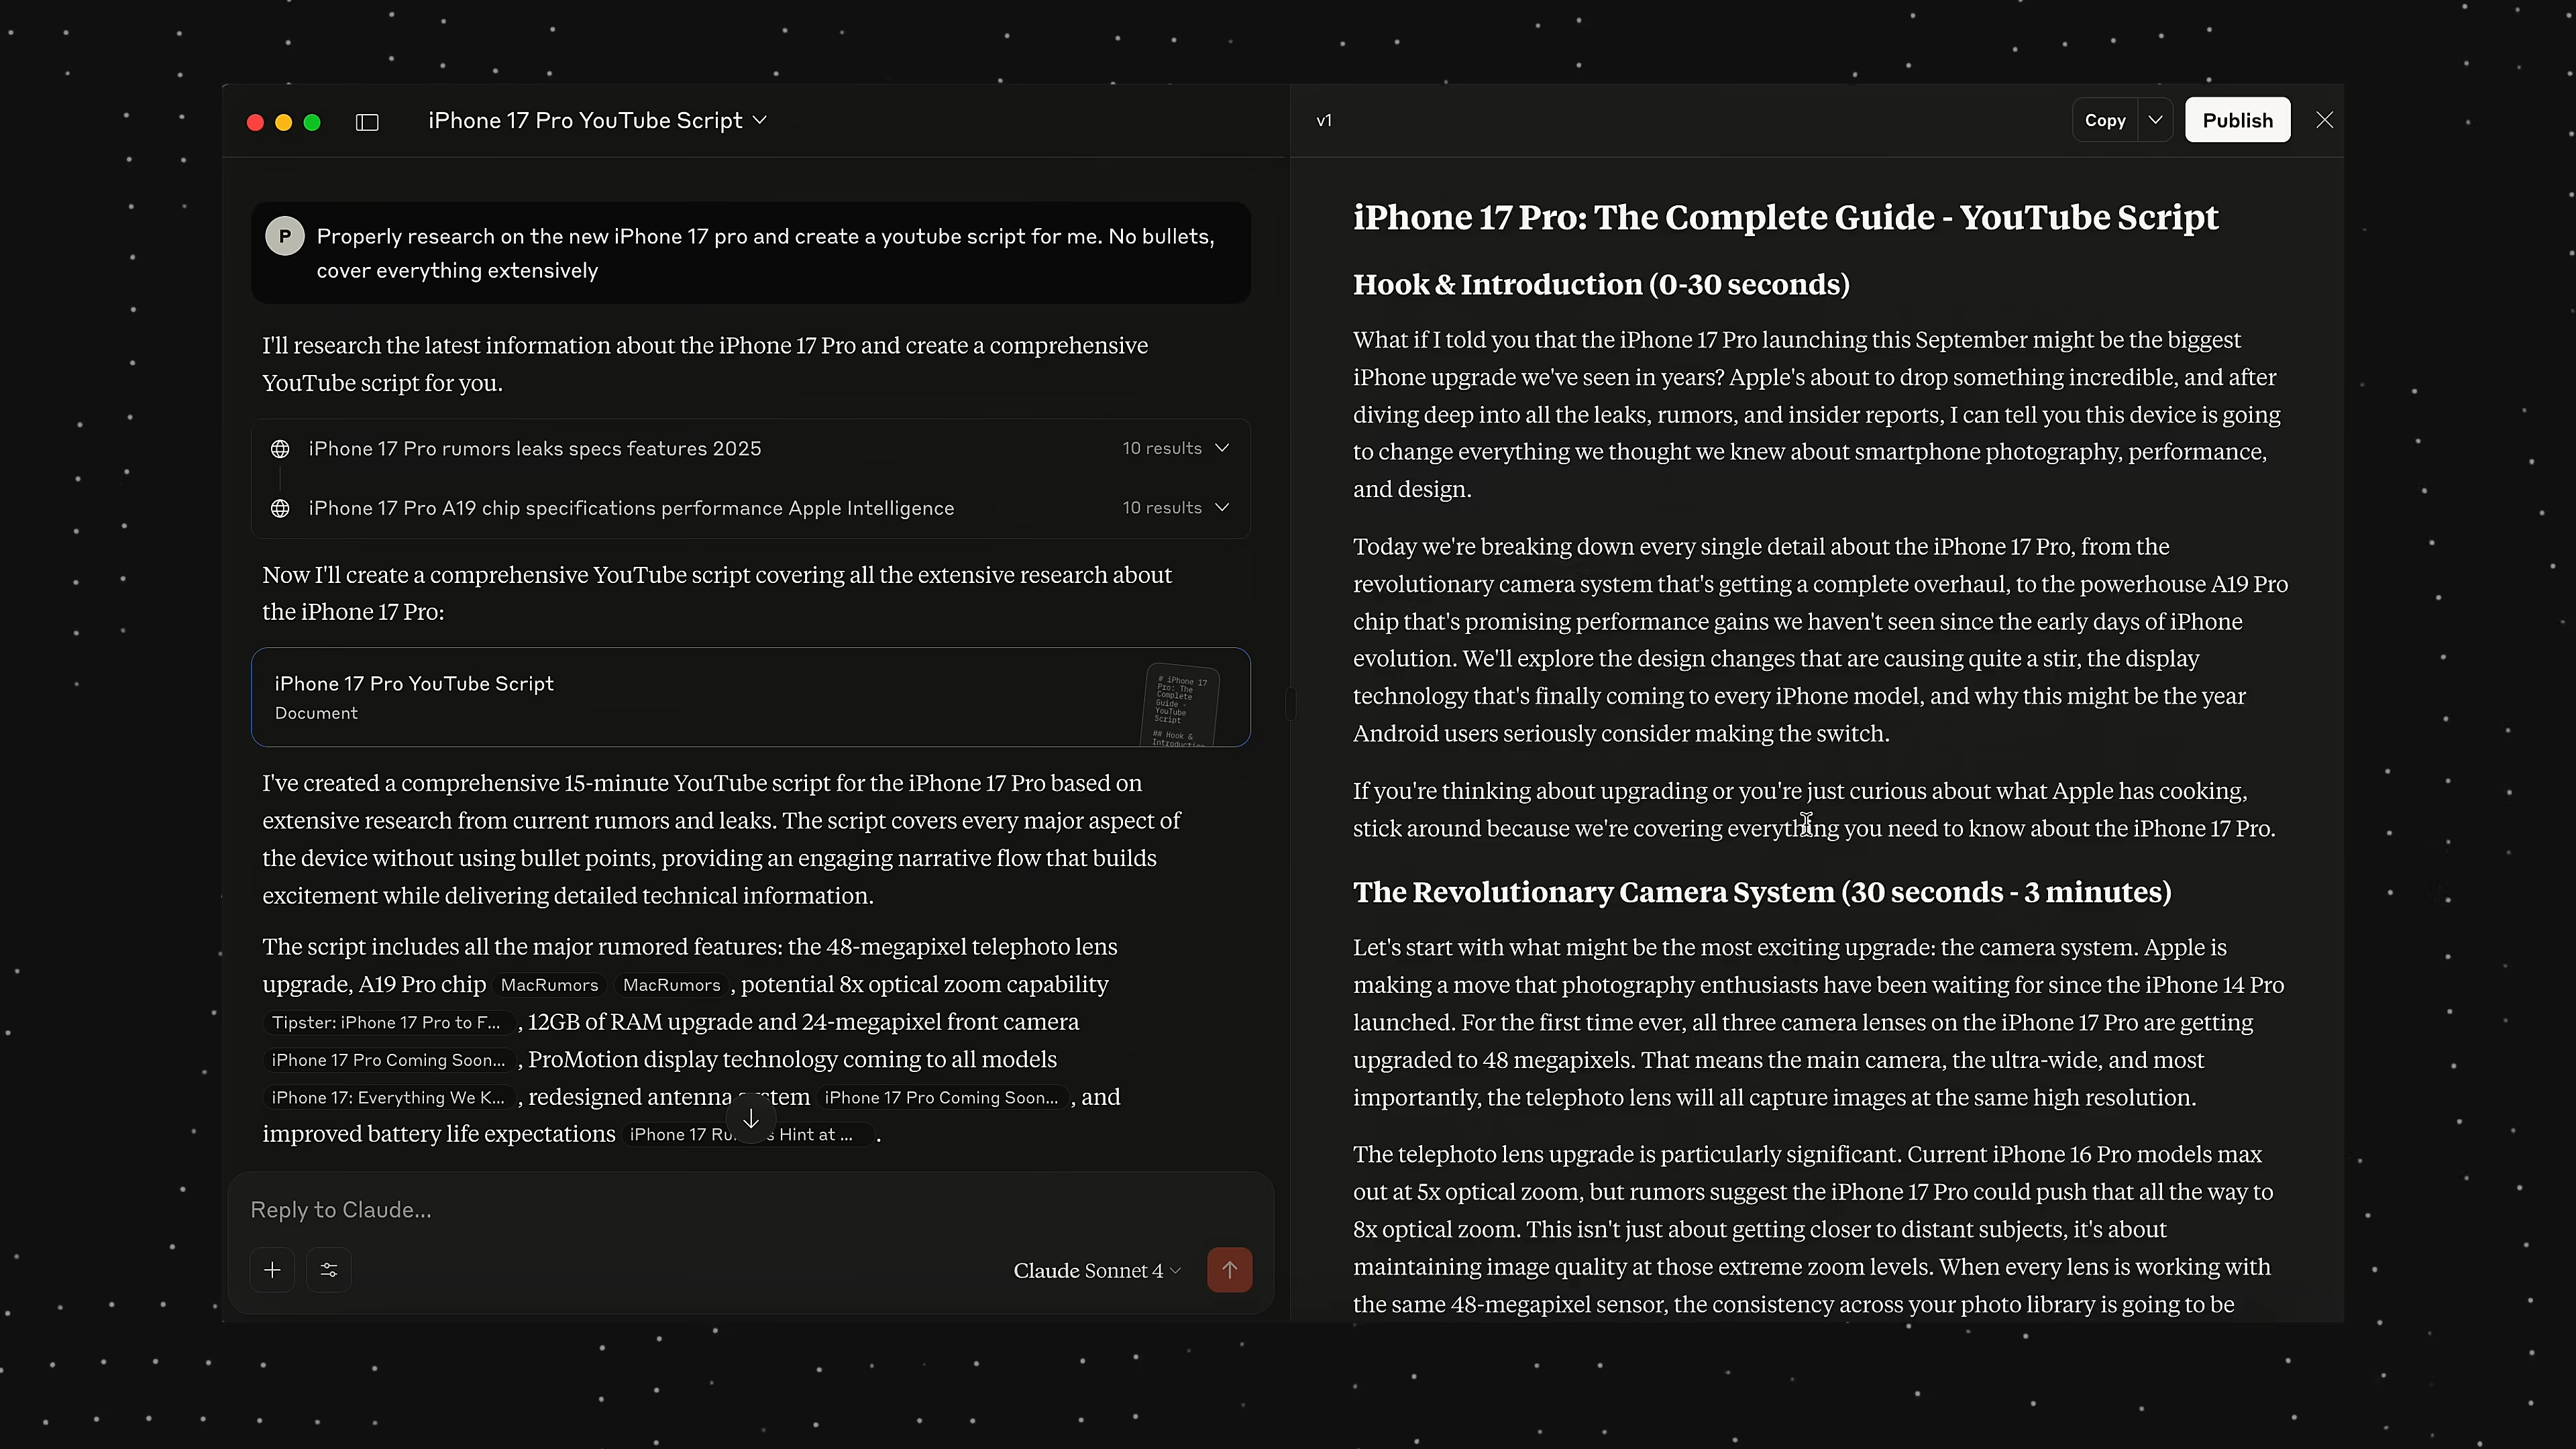 iPhone 17 Pro YouTube Script
P
Properly research on the new iPhone 17 pro and create a youtube script for me. No bullets,
cover everything extensively
I'll research the latest information about the iPhone 17 Pro and create a comprehensive
YouTube script for you.
iPhone 17 Pro rumors leaks specs features 2025 10 results
iPhone 17 Pro A19 chip specifications performance Apple Intelligence 10 results
Now I'll create a comprehensive YouTube script covering all the extensive research about
the iPhone 17 Pro:
iPhone 17 Pro YouTube Script
Document
# iPhone 17
Pro: The
Complete
Guide -
YouTube
Script
## Hook &
Introduction
I've created a comprehensive 15-minute YouTube script for the iPhone 17 Pro based on
extensive research from current rumors and leaks. The script covers every major aspect of
the device without using bullet points, providing an engaging narrative flow that builds
excitement while delivering detailed technical information.
The script includes all the major rumored features: the 48-megapixel telephoto lens
upgrade, A19 Pro chip MacRumors MacRumors , potential 8x optical zoom capability
Tipster: iPhone 17 Pro to F... , 12GB of RAM upgrade and 24-megapixel front camera
iPhone 17 Pro Coming Soon... , ProMotion display technology coming to all models
iPhone 17: Everything We K... , redesigned antenna system iPhone 17 Pro Coming Soon... , and
improved battery life expectations iPhone 17 Hint at ... .
Reply to Claude...
Claude Sonnet 4
v1
Copy
Publish
iPhone 17 Pro: The Complete Guide - YouTube Script
Hook & Introduction (0-30 seconds)
What if I told you that the iPhone 17 Pro launching this September might be the biggest
iPhone upgrade we've seen in years? Apple's about to drop something incredible, and after
diving deep into all the leaks, rumors, and insider reports, I can tell you this device is going
to change everything we thought we knew about smartphone photography, performance,
and design.
Today we're breaking down every single detail about the iPhone 17 Pro, from the
revolutionary camera system that's getting a complete overhaul, to the powerhouse A19 Pro
chip that's promising performance gains we haven't seen since the early days of iPhone
evolution. We'll explore the design changes that are causing quite a stir, the display
technology that's finally coming to every iPhone model, and why this might be the year
Android users seriously consider making the switch.
If you're thinking about upgrading or you're just curious about what Apple has cooking,
stick around because we're covering everything you need to know about the iPhone 17 Pro.
The Revolutionary Camera System (30 seconds - 3 minutes)
Let's start with what might be the most exciting upgrade: the camera system. Apple is
making a move that photography enthusiasts have been waiting for since the iPhone 14 Pro
launched. For the first time ever, all three camera lenses on the iPhone 17 Pro are getting
upgraded to 48 megapixels. That means the main camera, the ultra-wide, and most
importantly, the telephoto lens will all capture images at the same high resolution.
The telephoto lens upgrade is particularly significant. Current iPhone 16 Pro models max
out at 5x optical zoom, but rumors suggest the iPhone 17 Pro could push that all the way to
8x optical zoom. This isn't just about getting closer to distant subjects, it's about
maintaining image quality at those extreme zoom levels. When every lens is working with
the same 48-megapixel sensor, the consistency across your photo library is going to be